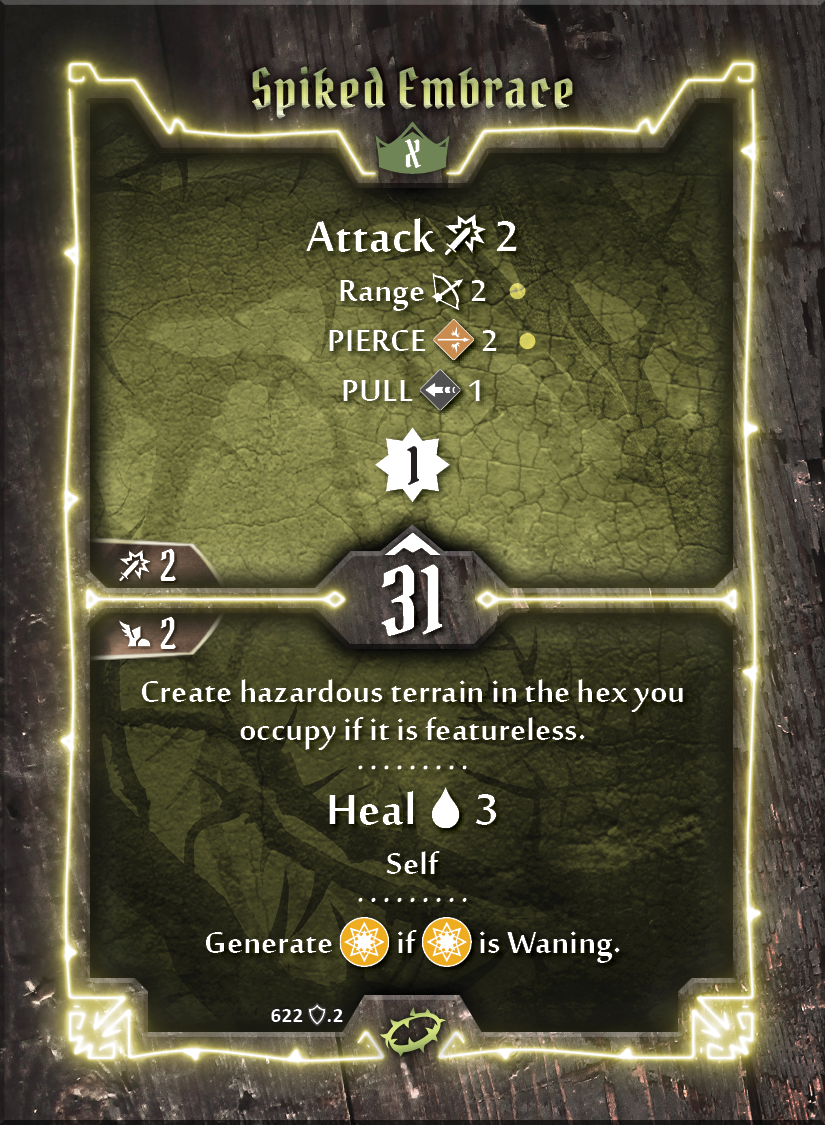 Spiked Embrace
X
Attack 2
Range 2
PIERCE 2
PULL 1
1
2
31
2
Create hazardous terrain in the hex you
occupy if it is featureless.
Heal 3
Self
Generate if is Waning.
622 .2